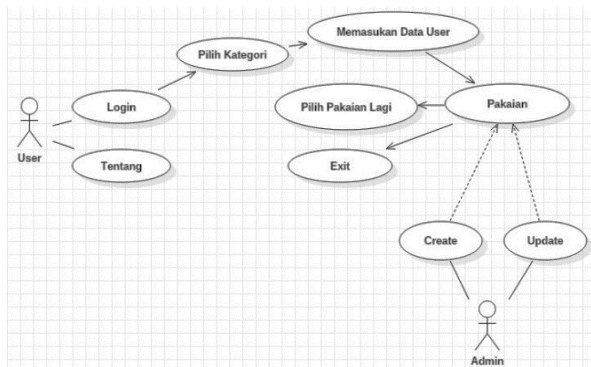 Memasukan Data User
Pilih Kategori
Login
Pilih Pakaian Lagi
Pakaian
User
Tentang
Exit
Create
Update
Admin